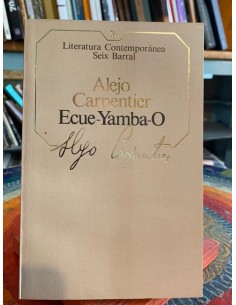 Literatura Contemporánea
Seix Barral
Alejo
Carpentier
Ecue-Yamba-O
Alejo Carpentier